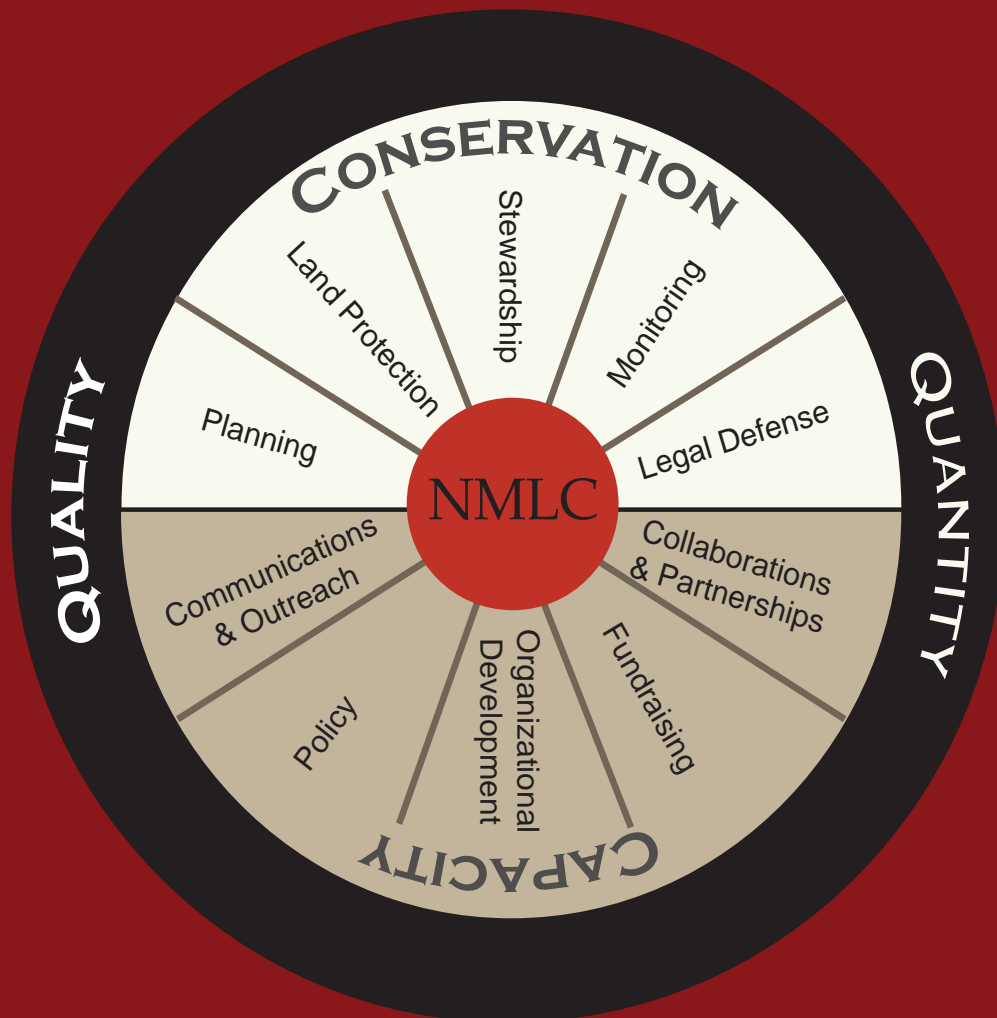 CONSERVATION
Stewardship
Land Protection
Monitoring
Planning
Legal Defense
QUALITY
QUANTITY
NMLC
Communications
& Outreach
Collaborations
& Partnerships
Policy
Organizational
Development
Fundraising
CAPACITY